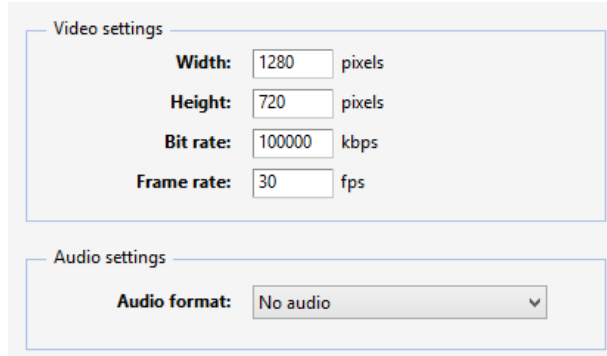 Video settings
Width: 1280 pixels
Height: 720 pixels
Bit rate: 100000 kbps
Frame rate: 30 fps
Audio settings
Audio format: No audio